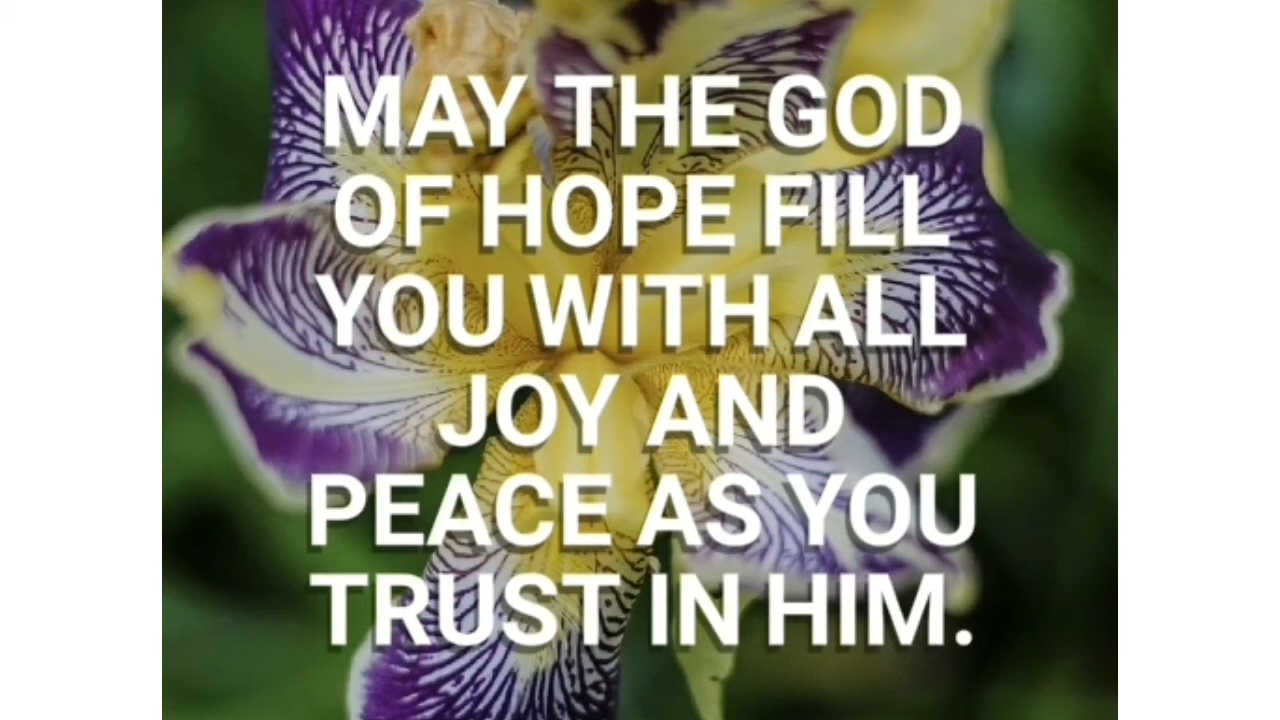 MAY THE GOD
OF HOPE FILL
YOU WITH ALL
JOY AND
PEACE AS YOU
TRUST IN HIM.